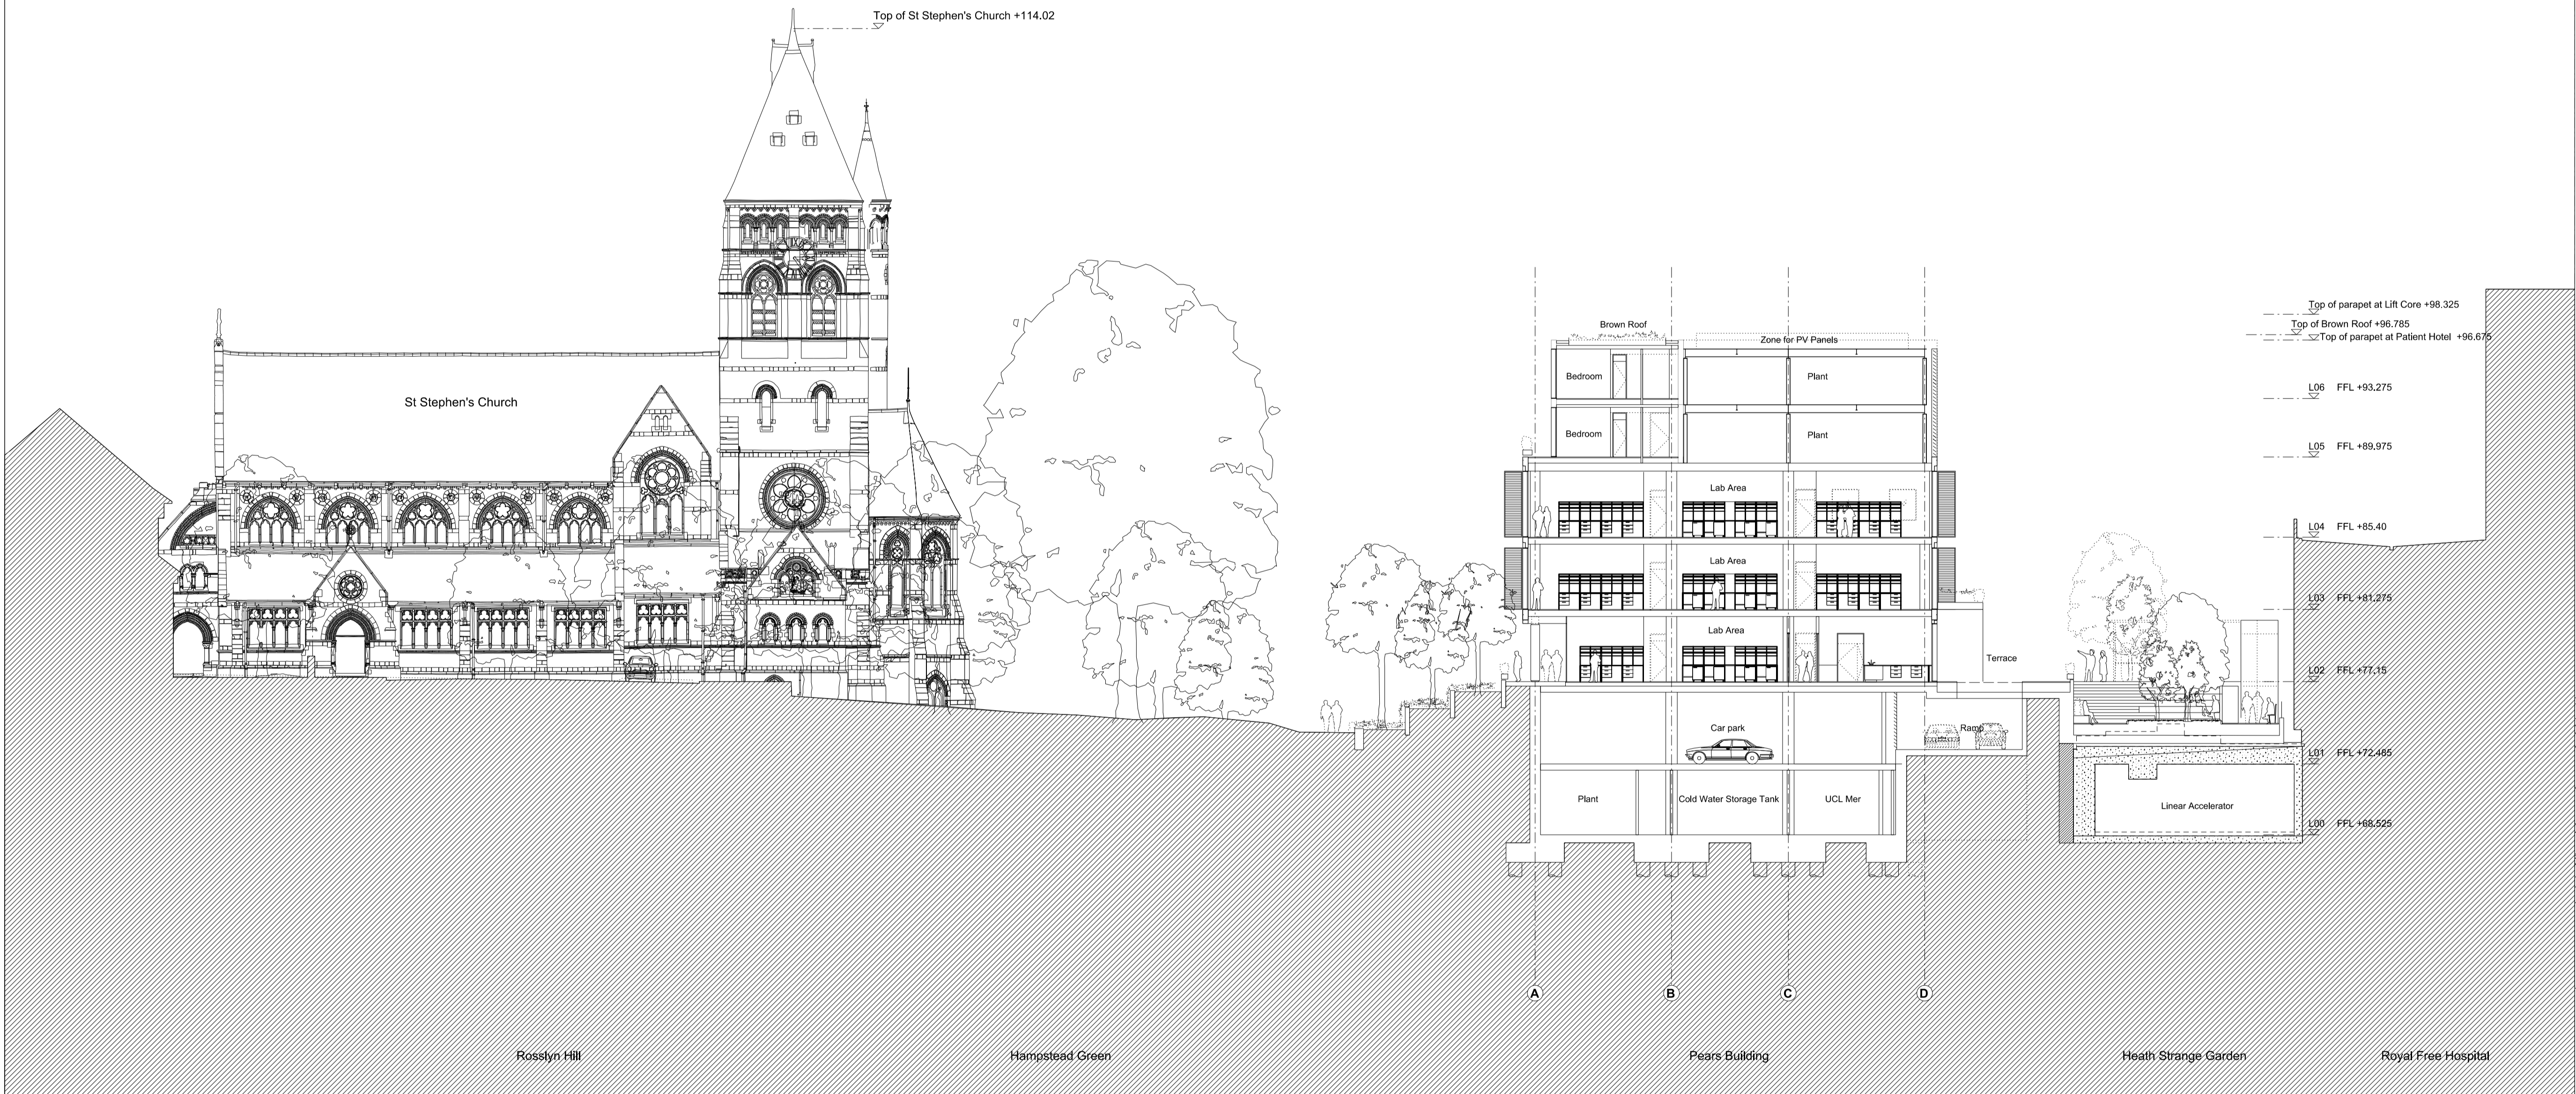 Top of St Stephen's Church +114.02
Top of parapet at Lift Core +98.325
Top of Brown Roof +96.785
Top of parapet at Patient Hotel +96.675
Brown Roof
Zone for PV Panels
Bedroom
Plant
L06 FFL +93.275
St Stephen's Church
Bedroom
Plant
L05 FFL +89.975
Lab Area
L04 FFL +85.40
Lab Area
L03 FFL +81.275
Lab Area
Terrace
L02 FFL +77.15
Car park
Ramp
L01 FFL +72.485
Plant
Cold Water Storage Tank
UCL Mer
Linear Accelerator
L00 FFL +68.525
A
B
C
D
Rosslyn Hill
Hampstead Green
Pears Building
Heath Strange Garden
Royal Free Hospital